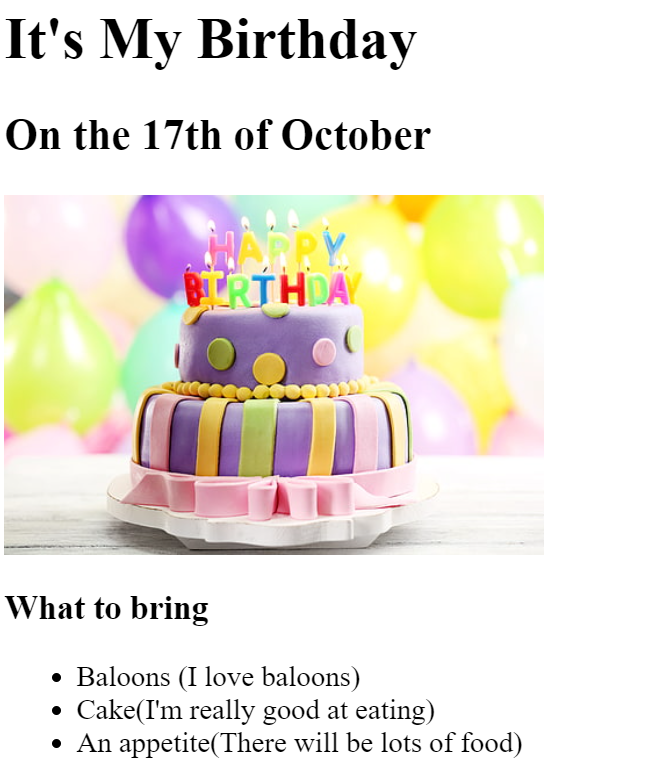 It's My Birthday
On the 17th of October
HAPPY
BIRTHDAY
What to bring
Baloons (I love baloons)
Cake(I'm really good at eating)
An appetite(There will be lots of food)